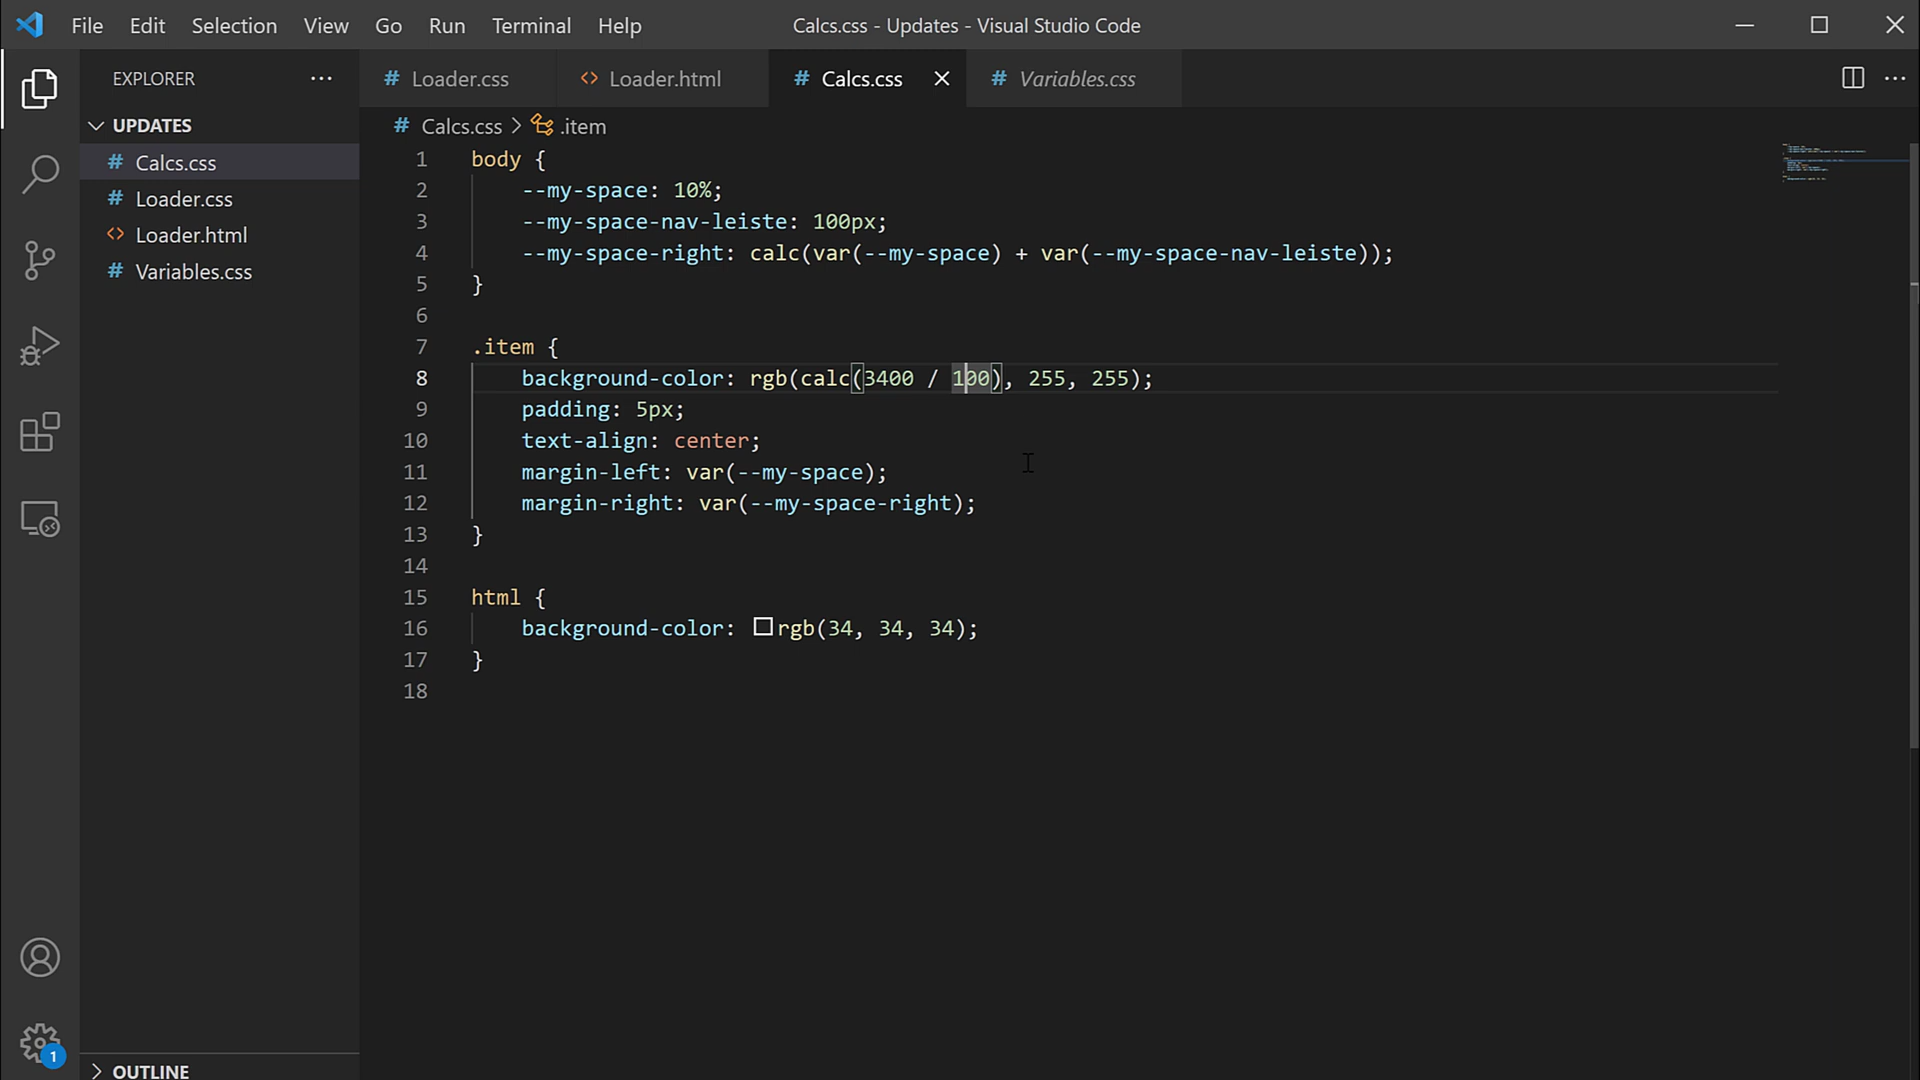 File Edit Selection View Go Run Terminal Help
Calcs.css - Updates - Visual Studio Code
EXPLORER
UPDATES
# Calcs.css
# Loader.css
<> Loader.html
# Variables.css
OUTLINE
1
# Loader.css
<> Loader.html
# Calcs.css
# Variables.css
# Calcs.css > .item
1 body {
2 --my-space: 10%;
3 --my-space-nav-leiste: 100px;
4 --my-space-right: calc(var(--my-space) + var(--my-space-nav-leiste));
5 }
6
7 .item {
8 background-color: rgb(calc(3400 / 100), 255, 255);
9 padding: 5px;
10 text-align: center;
11 margin-left: var(--my-space);
12 margin-right: var(--my-space-right);
13 }
14
15 html {
16 background-color: rgb(34, 34, 34);
17 }
18